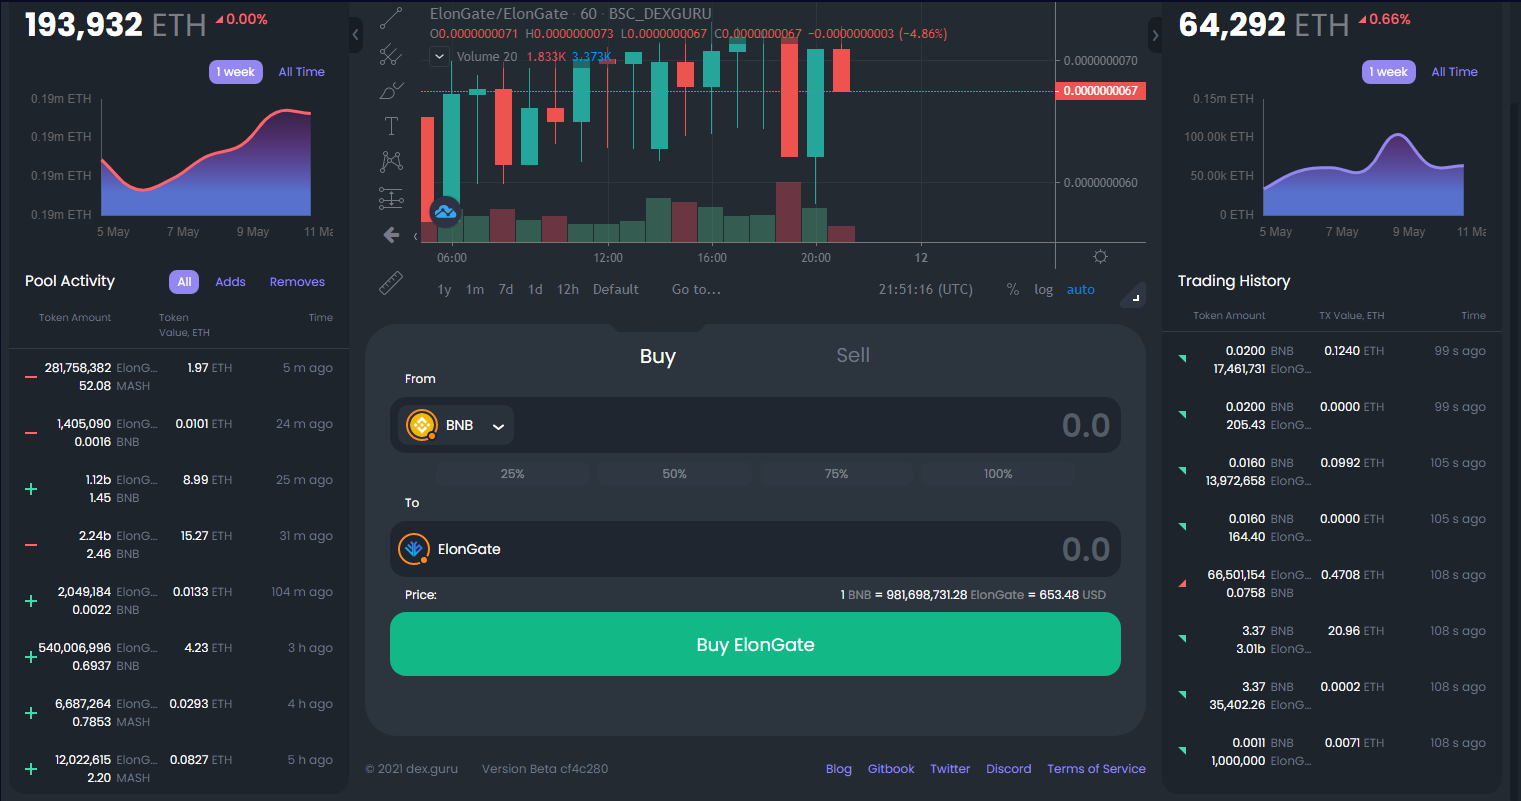 193,932 ETH 0.00%
1 week All Time
0.19m ETH
0.19m ETH
0.19m ETH
0.19m ETH
5 May 7 May 9 May 11 Ma
Pool Activity All Adds Removes
Token Amount Token Value, ETH Time
281,758,382 ElonG... 1.97 ETH 5 m ago
52.08 MASH
1,405,090 ElonG... 0.0101 ETH 24 m ago
0.0016 BNB
1.12b ElonG... 8.99 ETH 25 m ago
1.45 BNB
2.24b ElonG... 15.27 ETH 31 m ago
2.46 BNB
2,049,184 ElonG... 0.0133 ETH 104 m ago
0.0022 BNB
540,006,996 ElonG... 4.23 ETH 3 h ago
0.6937 BNB
6,687,264 ElonG... 0.0293 ETH 4 h ago
0.7853 MASH
12,022,615 ElonG... 0.0827 ETH 5 h ago
2.20 MASH
ElonGate/ElonGate · 60 · BSC_DEXGURU
O0.0000000071 H0.0000000073 L0.0000000067 C0.0000000067 −0.0000000003 (−4.86%)
Volume 20 1.833K 3.373K
0.0000000070
0.0000000067
0.0000000060
06:00 12:00 16:00 20:00 12
1y 1m 7d 1d 12h Default Go to... 21:51:16 (UTC) % log auto
Buy Sell
From
BNB 0.0
25% 50% 75% 100%
To
ElonGate 0.0
Price: 1 BNB = 981,698,731.28 ElonGate = 653.48 USD
Buy ElonGate
© 2021 dex.guru Version Beta cf4c280 Blog Gitbook Twitter Discord Terms of Service
64,292 ETH 0.66%
1 week All Time
0.15m ETH
100.00k ETH
50.00k ETH
0 ETH
5 May 7 May 9 May 11 Ma
Trading History
Token Amount TX Value, ETH Time
0.0200 BNB 0.1240 ETH 99 s ago
17,461,731 ElonG...
0.0200 BNB 0.0000 ETH 99 s ago
205.43 ElonG...
0.0160 BNB 0.0992 ETH 105 s ago
13,972,658 ElonG...
0.0160 BNB 0.0000 ETH 105 s ago
164.40 ElonG...
66,501,154 ElonG... 0.4708 ETH 108 s ago
0.0758 BNB
3.37 BNB 20.96 ETH 108 s ago
3.01b ElonG...
3.37 BNB 0.0002 ETH 108 s ago
35,402.26 ElonG...
0.0011 BNB 0.0071 ETH 108 s ago
1,000,000 ElonG...